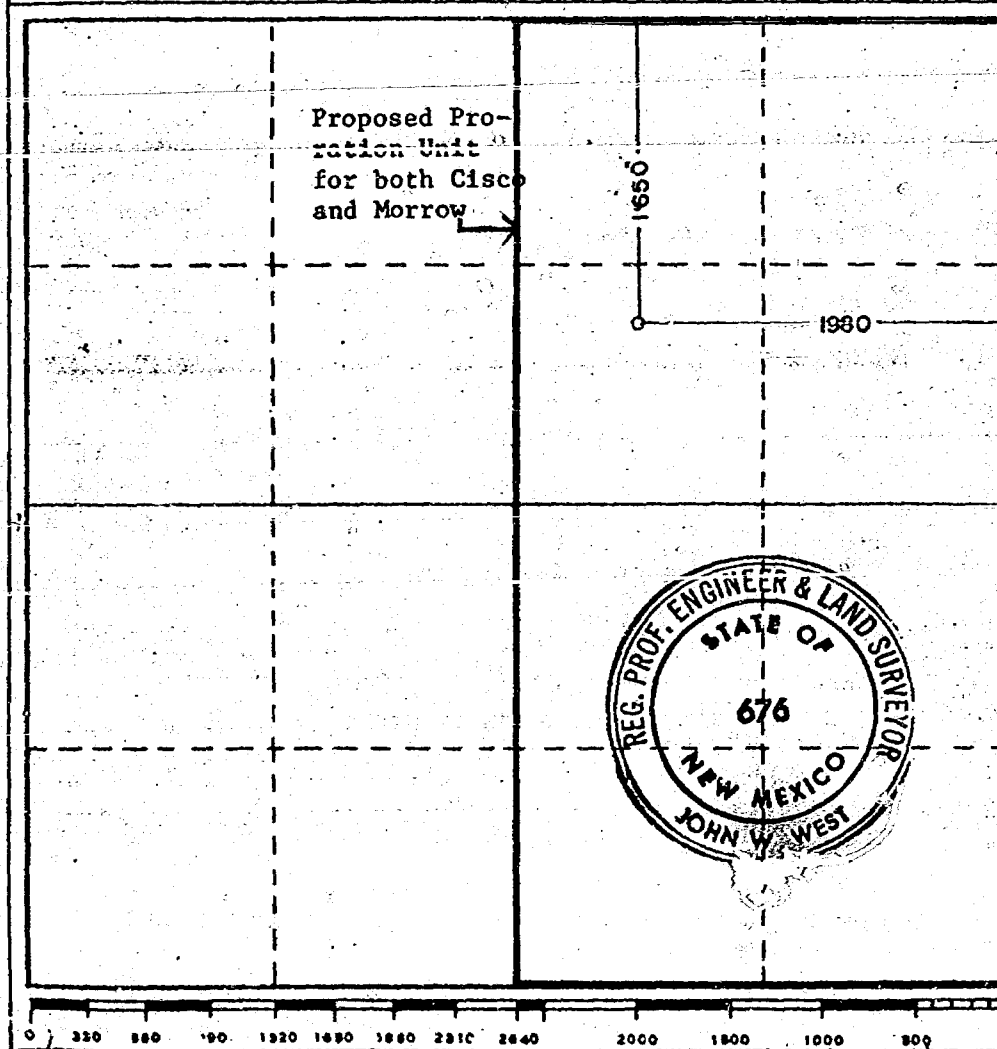 Proposed Pro-
ration Unit
for both Cisco
and Morrow
1650
1980
REG. PROF. ENGINEER & LAND SURVEYOR
STATE OF
676
NEW MEXICO
JOHN W. WEST
0 330 660 990 1320 1650 1980 2310 2640 2000 1500 1000 500